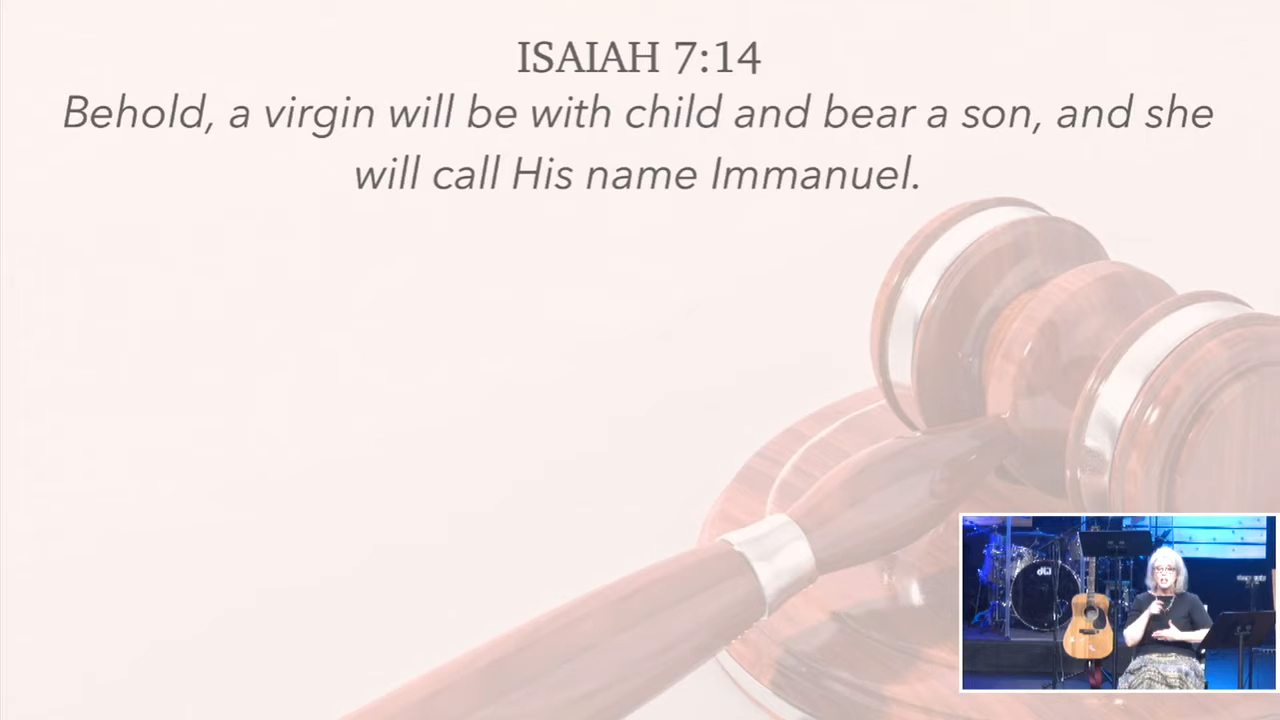 ISAIAH 7:14
Behold, a virgin will be with child and bear a son, and she
will call His name Immanuel.
dw